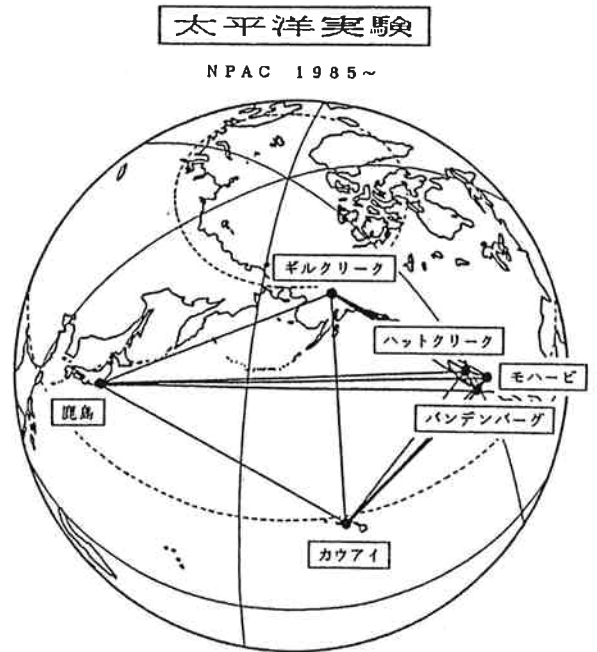 太平洋実験
NPAC 1985~
ギルクリーク
ハットクリーク
モハービ
バンデンバーグ
鹿島
カウアイ